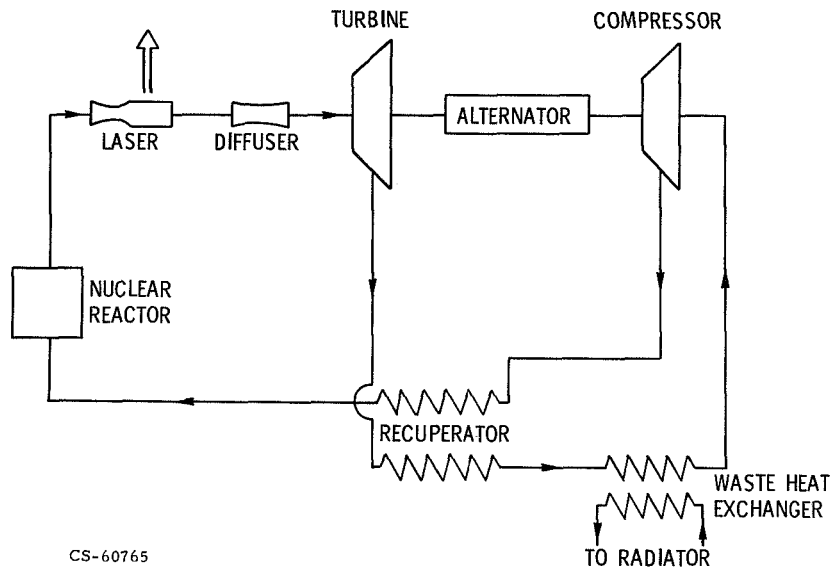 TURBINE
COMPRESSOR
LASER
DIFFUSER
ALTERNATOR
NUCLEAR
REACTOR
RECUPERATOR
WASTE HEAT
EXCHANGER
TO RADIATOR
CS-60765